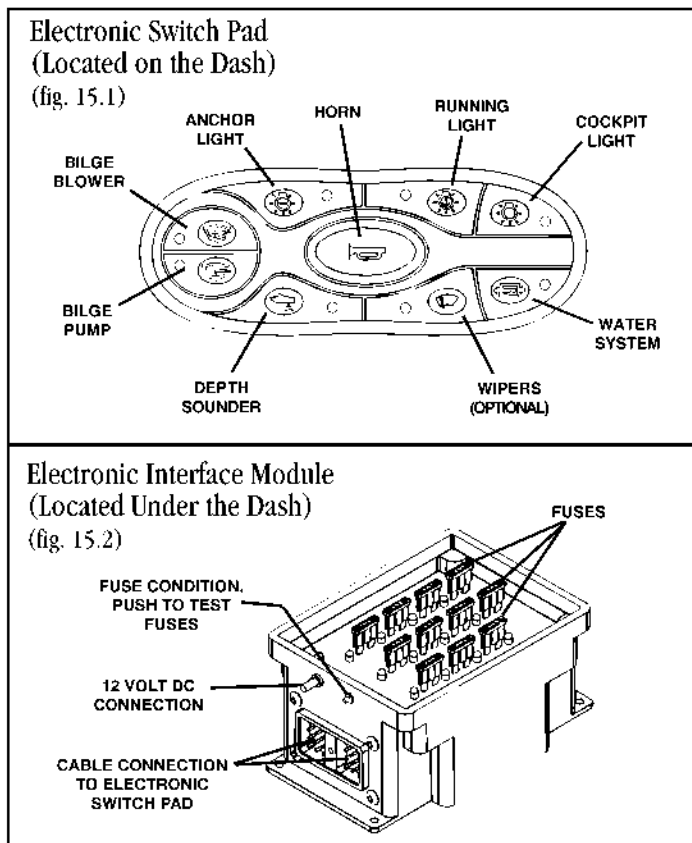 Electronic Switch Pad
(Located on the Dash)
(fig. 15.1)
ANCHOR
LIGHT
HORN
RUNNING
LIGHT
COCKPIT
LIGHT
BILGE
BLOWER
BILGE
PUMP
DEPTH
SOUNDER
WIPERS
(OPTIONAL)
WATER
SYSTEM
Electronic Interface Module
(Located Under the Dash)
(fig. 15.2)
FUSES
FUSE CONDITION,
PUSH TO TEST
FUSES
12 VOLT DC
CONNECTION
CABLE CONNECTION
TO ELECTRONIC
SWITCH PAD